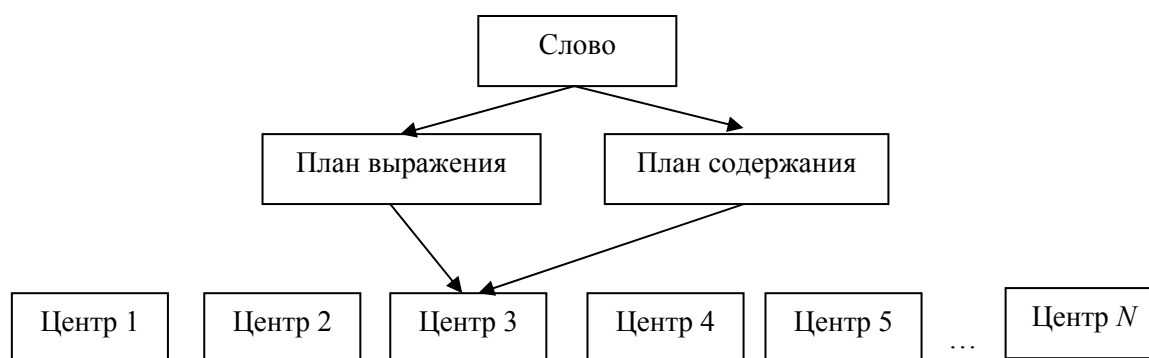 Слово
План выражения
План содержания
Центр 1
Центр 2
Центр 3
Центр 4
Центр 5
...
Центр N